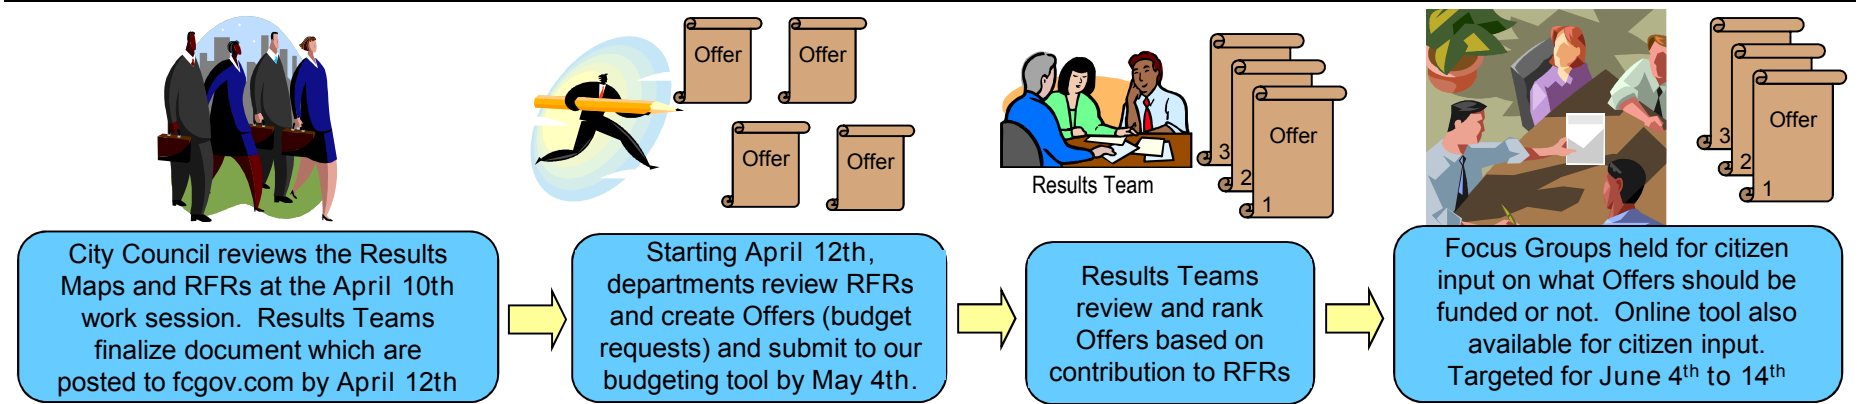 Offer
Offer
Offer
Offer
Results Team
3
2
1
Offer
3
2
1
Offer
City Council reviews the Results
Maps and RFRs at the April 10th
work session.  Results Teams
finalize document which are
posted to fcgov.com by April 12th
Starting April 12th,
departments review RFRs
and create Offers (budget
requests) and submit to our
budgeting tool by May 4th.
Results Teams
review and rank
Offers based on
contribution to RFRs
Focus Groups held for citizen
input on what Offers should be
funded or not.  Online tool also
available for citizen input.
Targeted for June 4th to 14th